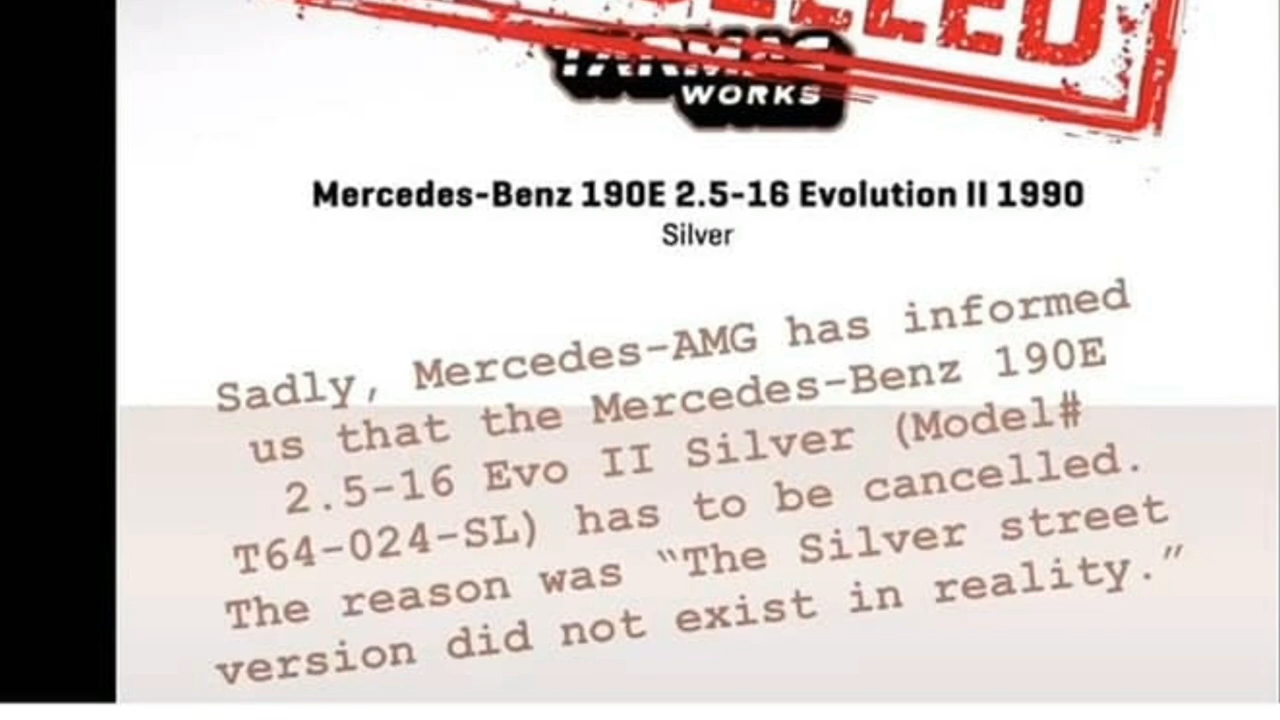 TARMAC
WORKS
Mercedes-Benz 190E 2.5-16 Evolution II 1990
Silver
Sadly, Mercedes-AMG has informed
us that the Mercedes-Benz 190E
2.5-16 Evo II Silver (Model#
T64-024-SL) has to be cancelled.
The reason was “The Silver street
version did not exist in reality.”